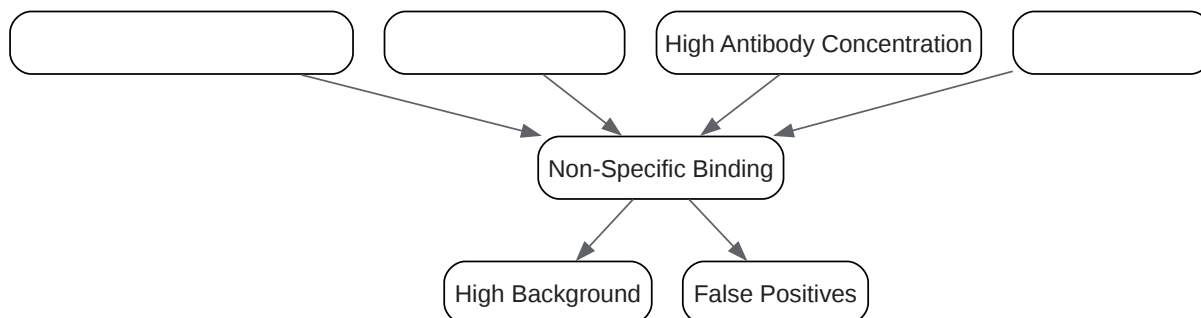 High Antibody Concentration
Non-Specific Binding
High Background
False Positives